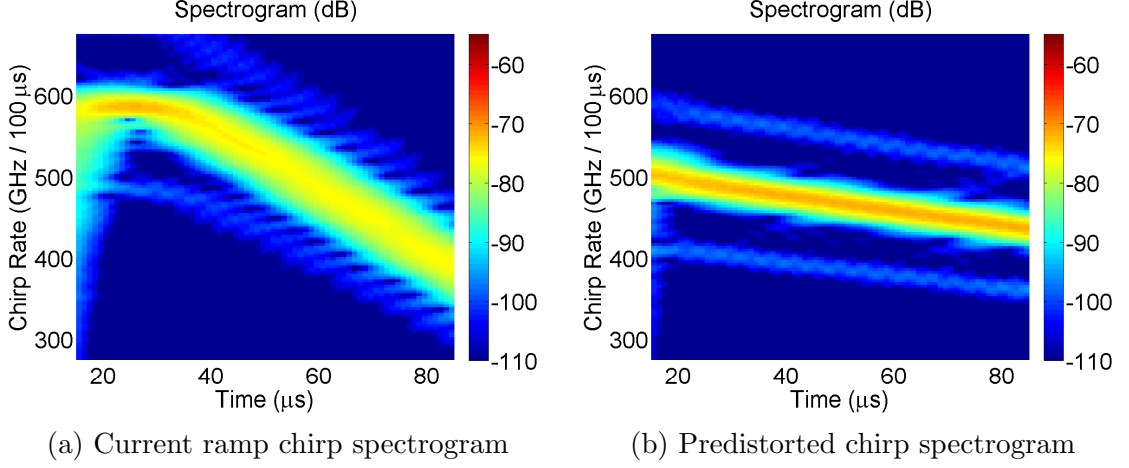 Spectrogram (dB)
Chirp Rate (GHz / 100 μs)
600
500
400
300
20 40 60 80
Time (μs)
-60
-70
-80
-90
-100
-110
(a) Current ramp chirp spectrogram
Spectrogram (dB)
Chirp Rate (GHz / 100 μs)
600
500
400
300
20 40 60 80
Time (μs)
-60
-70
-80
-90
-100
-110
(b) Predistorted chirp spectrogram